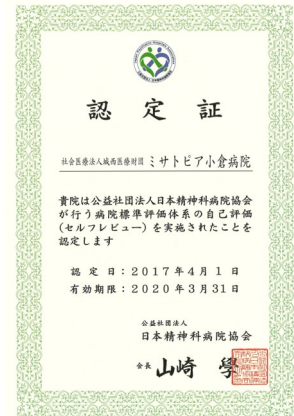 認定証
社会医療法人城西医療財団 ミサトピア小倉病院
貴院は公益社団法人日本精神科病院協会
が行う病院標準評価体系の自己評価
(セルフレビュー)を実施されたことを
認定します
認定日:2017年4月1日
有効期限:2020年3月31日
公益社団法人
日本精神科病院協会
会長 山崎 學